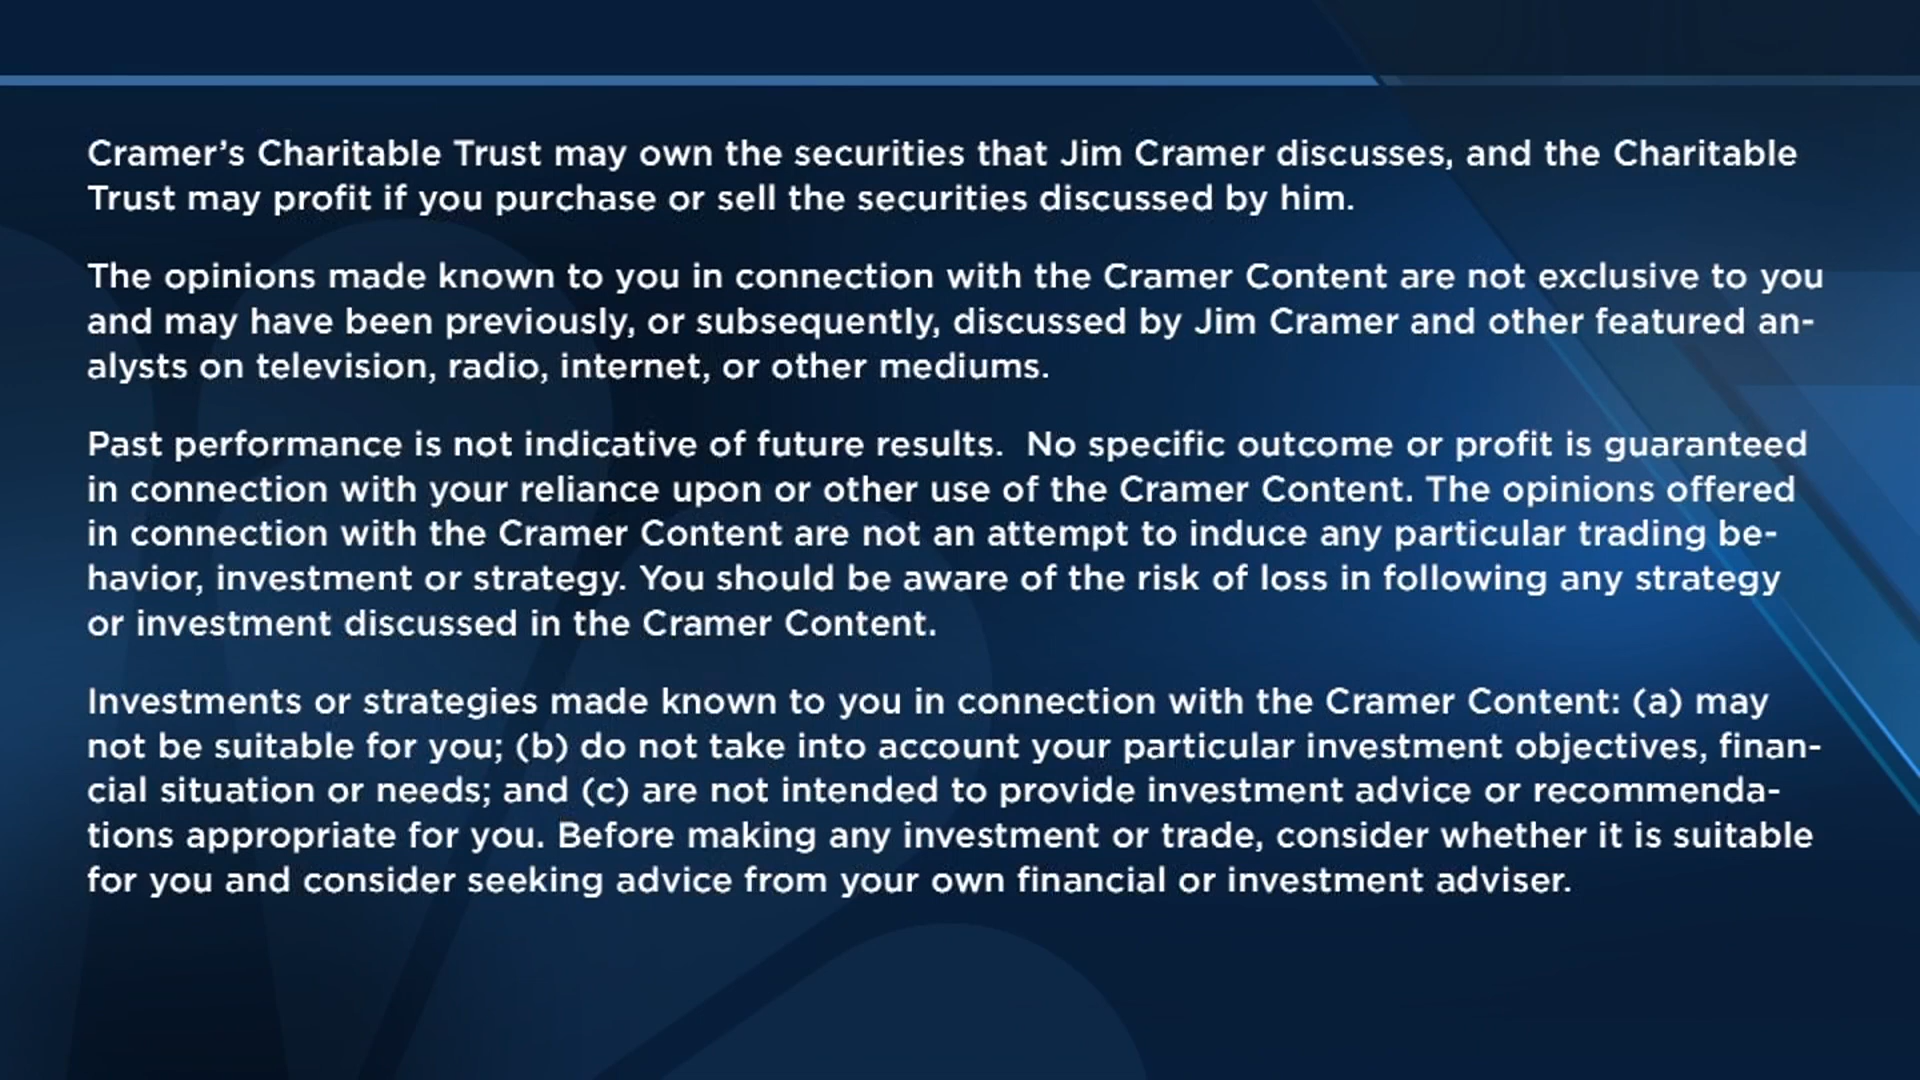 Cramer’s Charitable Trust may own the securities that Jim Cramer discusses, and the Charitable
Trust may profit if you purchase or sell the securities discussed by him.
The opinions made known to you in connection with the Cramer Content are not exclusive to you
and may have been previously, or subsequently, discussed by Jim Cramer and other featured an-
alysts on television, radio, internet, or other mediums.
Past performance is not indicative of future results.  No specific outcome or profit is guaranteed
in connection with your reliance upon or other use of the Cramer Content. The opinions offered
in connection with the Cramer Content are not an attempt to induce any particular trading be-
havior, investment or strategy. You should be aware of the risk of loss in following any strategy
or investment discussed in the Cramer Content.
Investments or strategies made known to you in connection with the Cramer Content: (a) may
not be suitable for you; (b) do not take into account your particular investment objectives, finan-
cial situation or needs; and (c) are not intended to provide investment advice or recommenda-
tions appropriate for you. Before making any investment or trade, consider whether it is suitable
for you and consider seeking advice from your own financial or investment adviser.